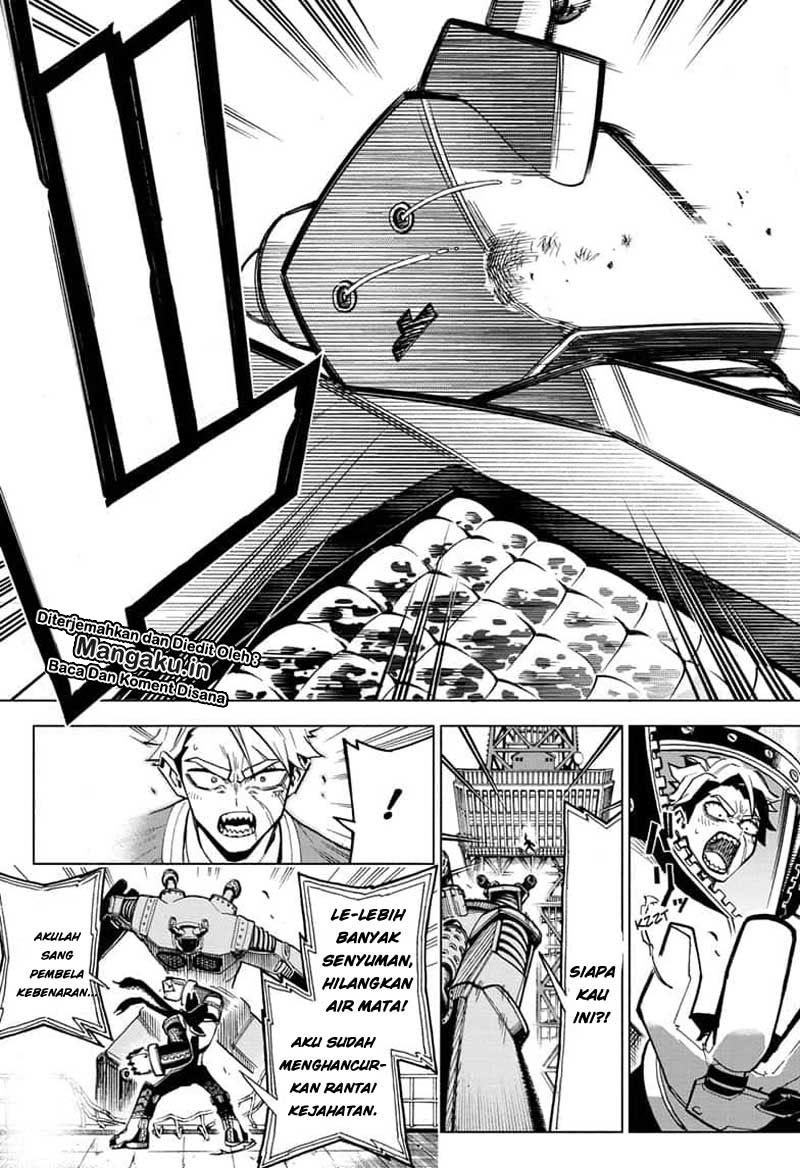 Diterjemahkan dan Diedit Oleh :
Mangaku.in
Baca Dan Koment Disana
KZZT
SIAPA
KAU
INI?!
!
LE-LEBIH
BANYAK
SENYUMAN,
HILANGKAN
AIR MATA!
AKU SUDAH
MENGHANCUR-
KAN RANTAI
KEJAHATAN.
AKULAH
SANG
PEMBELA
KEBENARAN...